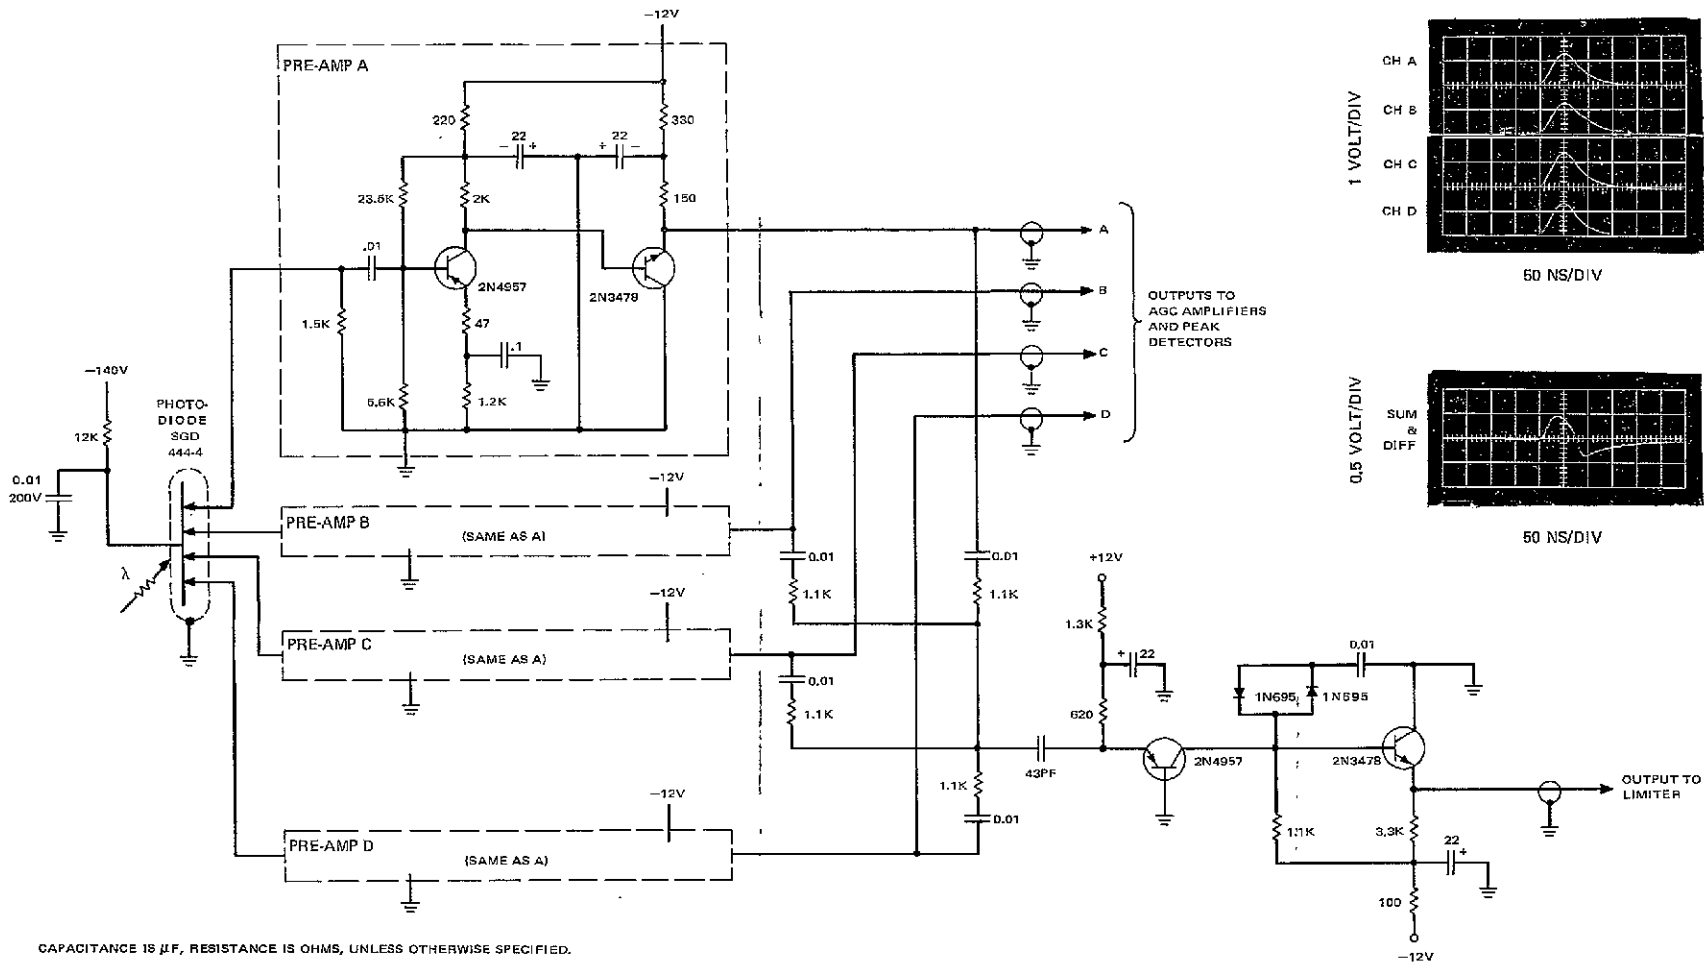 −12V
PRE-AMP A
220
330
22
− +
22
+ −
23.5K
2K
150
.01
2N4957
2N3478
1.5K
47
.1
5.6K
1.2K
A
B
C
D
OUTPUTS TO
AGC AMPLIFIERS
AND PEAK
DETECTORS
1 VOLT/DIV
CH A
CH B
CH C
CH D
50 NS/DIV
0.5 VOLT/DIV
SUM
&
DIFF
50 NS/DIV
−140V
12K
0.01
200V
PHOTO-
DIODE
SGD
444-4
λ
−12V
PRE-AMP B
(SAME AS A)
0.01
1.1K
0.01
1.1K
−12V
PRE-AMP C
(SAME AS A)
0.01
1.1K
−12V
PRE-AMP D
(SAME AS A)
1.1K
0.01
43PF
+12V
1.3K
+ 22
620
2N4957
1N695
1N695
0.01
2N3478
1.1K
OUTPUT TO
LIMITER
3.3K
22
+
100
−12V
CAPACITANCE IS μF, RESISTANCE IS OHMS, UNLESS OTHERWISE SPECIFIED.